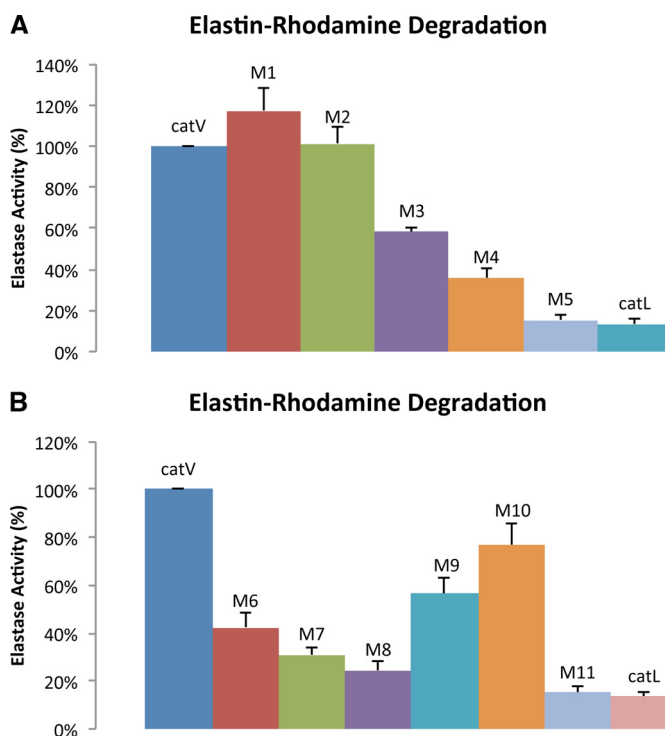 A
Elastin-Rhodamine Degradation
Elastase Activity (%)
140%
120%
100%
80%
60%
40%
20%
0%
catV
M1
M2
M3
M4
M5
catL
B
Elastin-Rhodamine Degradation
Elastase Activity (%)
120%
100%
80%
60%
40%
20%
0%
catV
M6
M7
M8
M9
M10
M11
catL